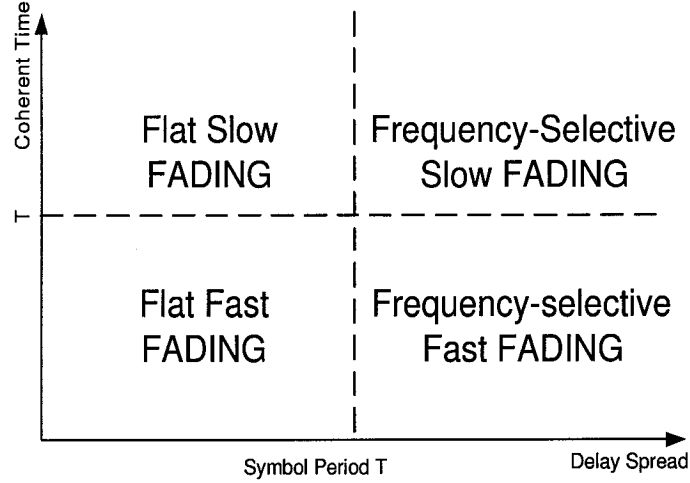 Coherent Time
Flat Slow
FADING
Frequency-Selective
Slow FADING
T
Flat Fast
FADING
Frequency-selective
Fast FADING
Symbol Period T
Delay Spread